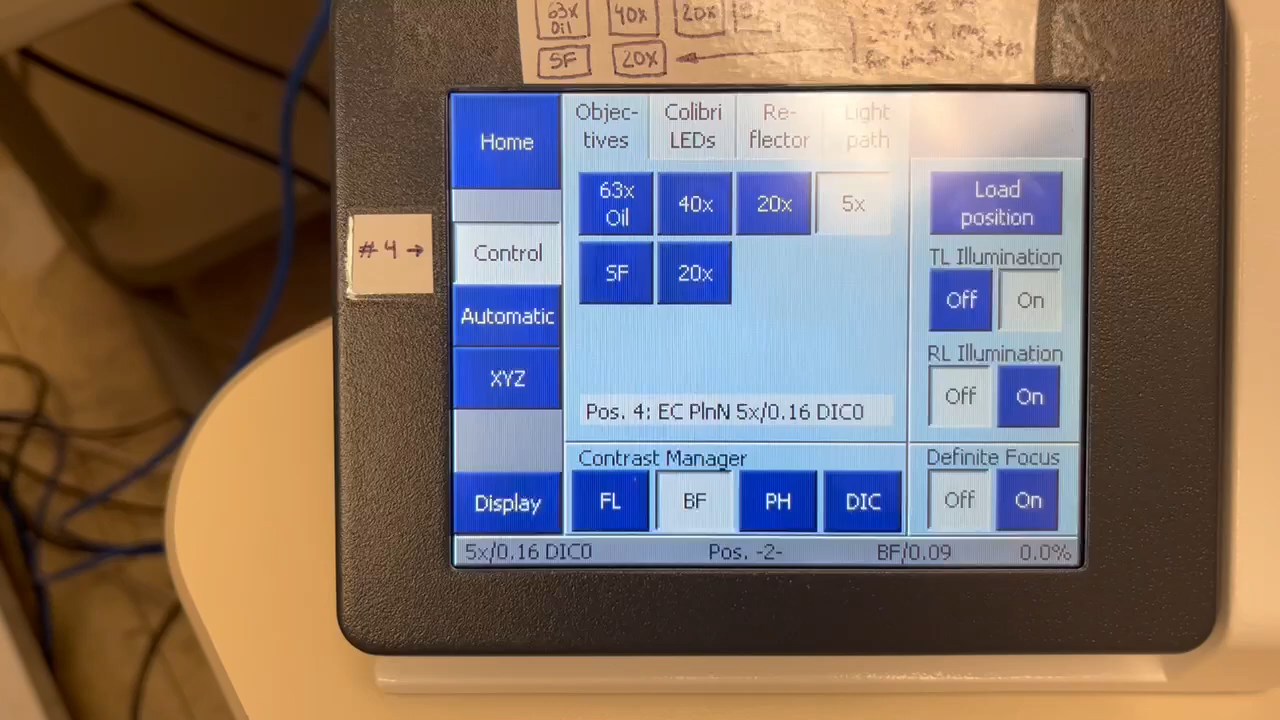 63x
Oil
40x
20x
SF
20X
#4 →
Home
Control
Automatic
XYZ
Display
Objec-
tives
Colibri
LEDs
Re-
flector
Light
path
63x
Oil
40x
20x
5x
SF
20x
Pos. 4: EC PlnN 5x/0.16 DIC0
Contrast Manager
FL
BF
PH
DIC
Load
position
TL Illumination
Off
On
RL Illumination
Off
On
Definite Focus
Off
On
5x/0.16 DIC0
Pos. -2-
BF/0.09
0.0%